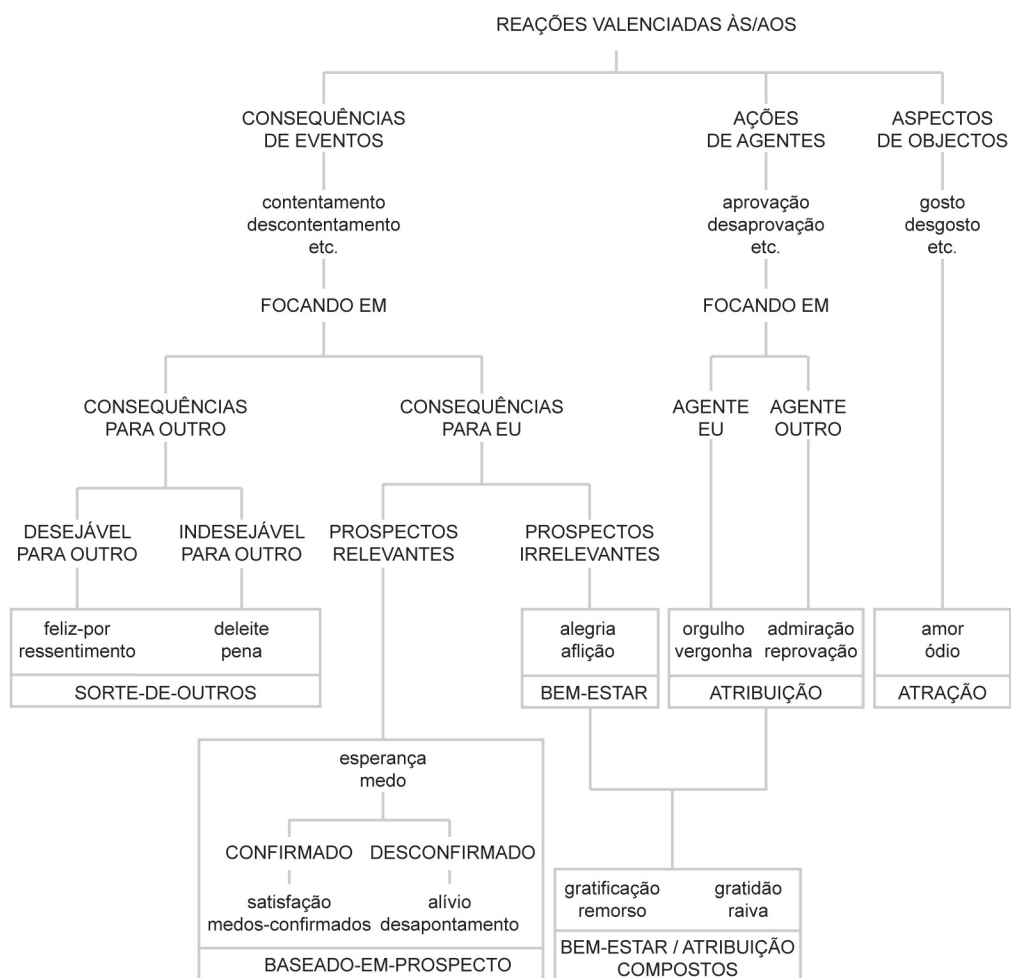 REAÇÕES VALENCIADAS ÀS/AOS
CONSEQUÊNCIAS
DE EVENTOS
AÇÕES
DE AGENTES
ASPECTOS
DE OBJECTOS
contentamento
descontentamento
etc.
aprovação
desaprovação
etc.
gosto
desgosto
etc.
FOCANDO EM
FOCANDO EM
CONSEQUÊNCIAS
PARA OUTRO
CONSEQUÊNCIAS
PARA EU
AGENTE
EU
AGENTE
OUTRO
DESEJÁVEL
PARA OUTRO
INDESEJÁVEL
PARA OUTRO
PROSPECTOS
RELEVANTES
PROSPECTOS
IRRELEVANTES
feliz-por
ressentimento
deleite
pena
SORTE-DE-OUTROS
alegria
aflição
BEM-ESTAR
orgulho
vergonha
admiração
reprovação
ATRIBUIÇÃO
amor
ódio
ATRAÇÃO
esperança
medo
CONFIRMADO
DESCONFIRMADO
satisfação
medos-confirmados
alívio
desapontamento
BASEADO-EM-PROSPECTO
gratificação
remorso
gratidão
raiva
BEM-ESTAR / ATRIBUIÇÃO
COMPOSTOS